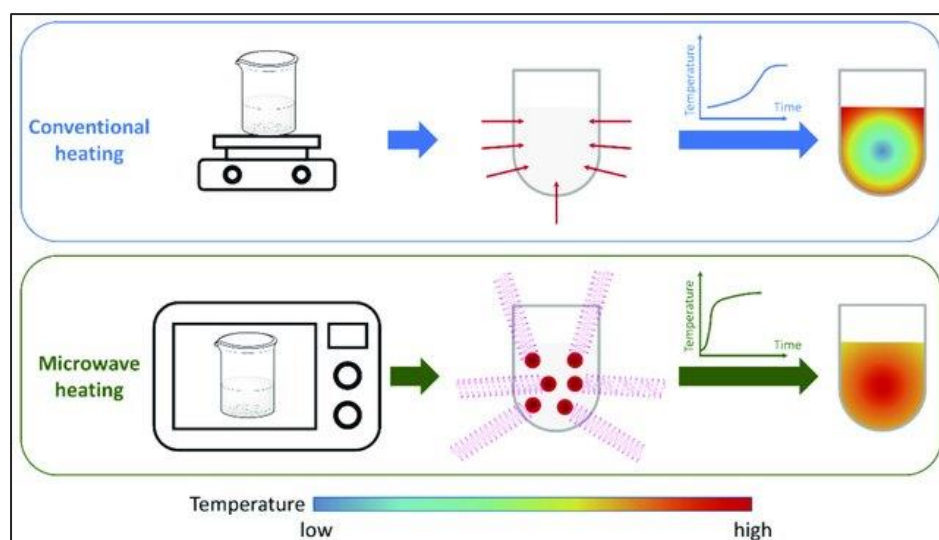 Conventional
heating
Temperature
Time
Microwave
heating
Temperature
Time
Temperature
low
high